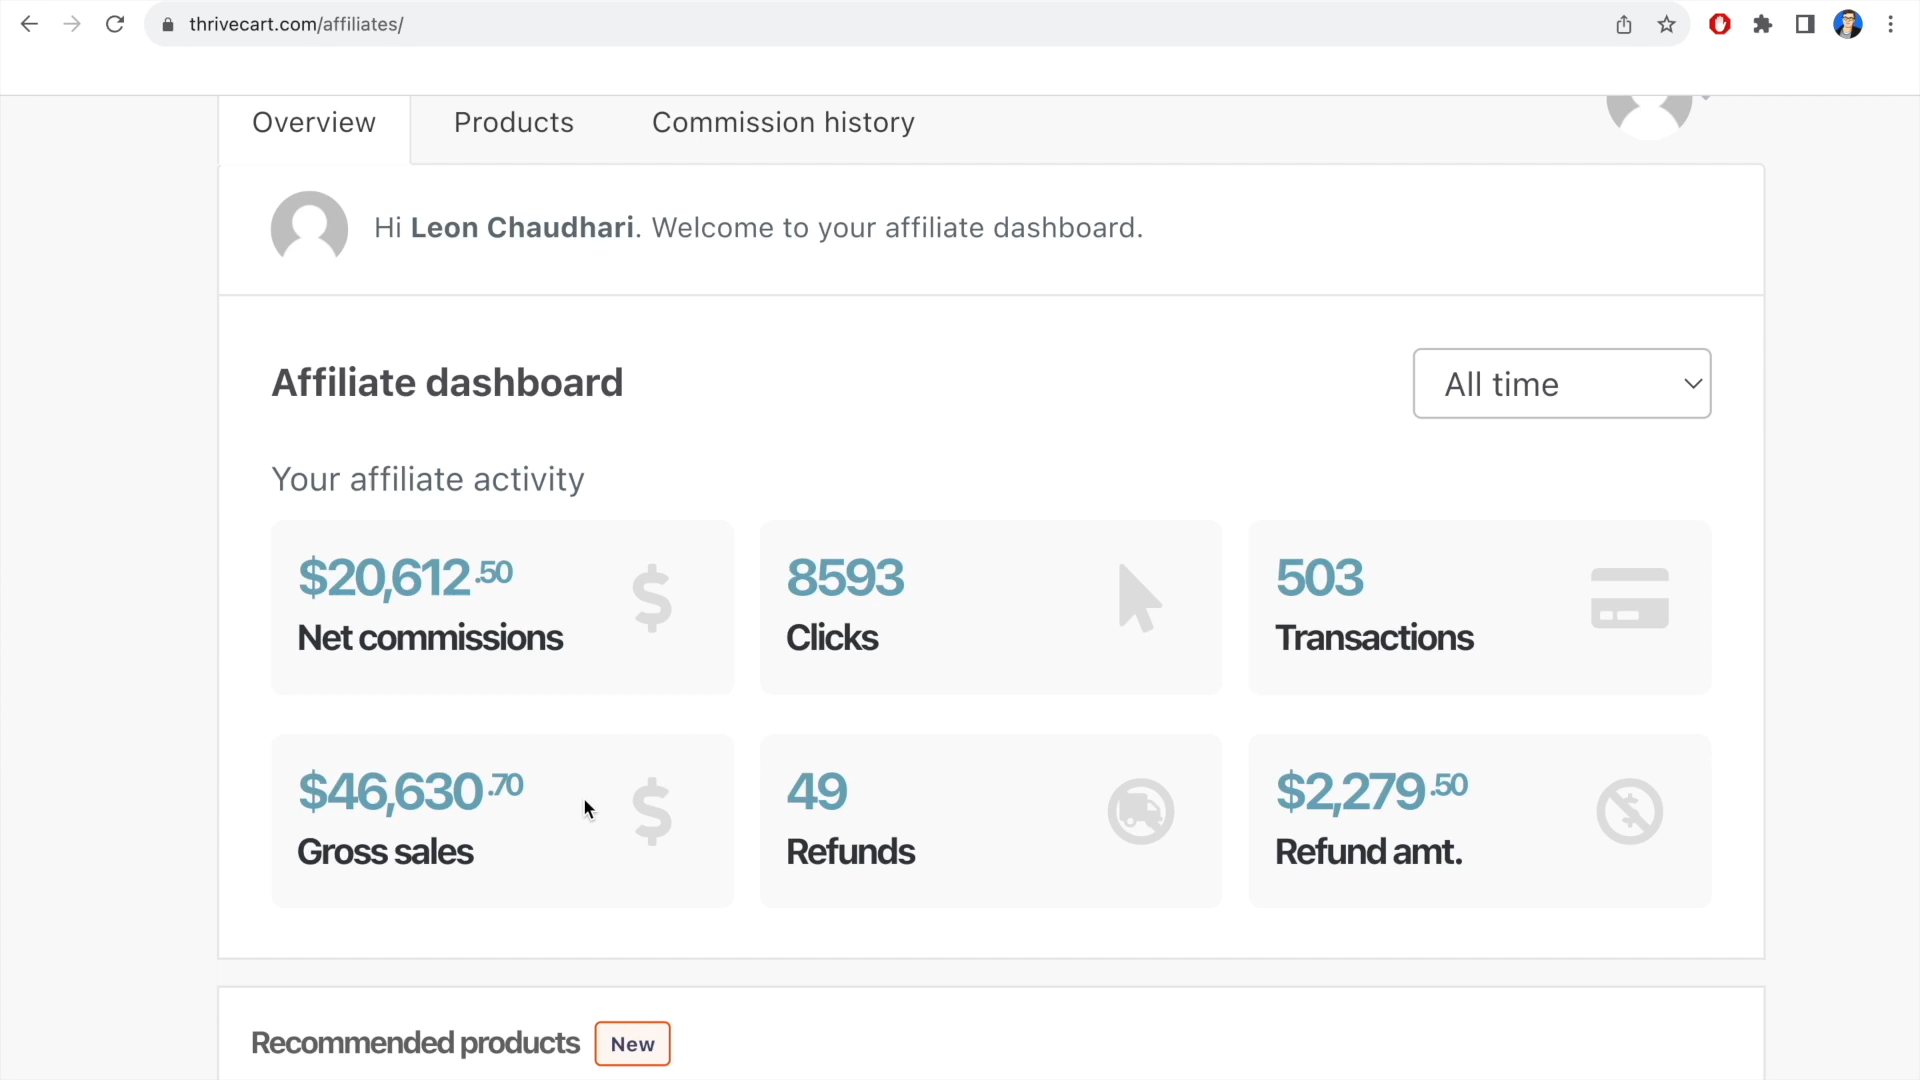 thrivecart.com/affiliates/
Overview Products Commission history
Hi Leon Chaudhari. Welcome to your affiliate dashboard.
Affiliate dashboard
All time
Your affiliate activity
$20,612.50
Net commissions
8593
Clicks
503
Transactions
$46,630.70
Gross sales
49
Refunds
$2,279.50
Refund amt.
Recommended products New